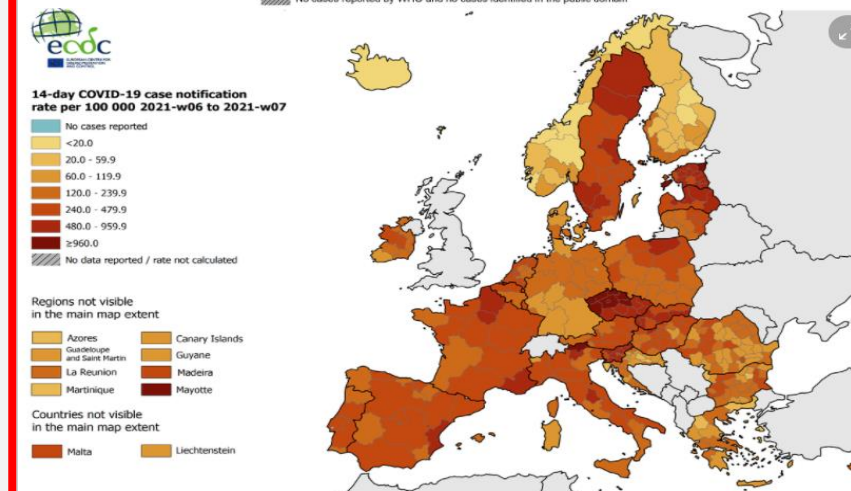 No cases reported by WHO and no cases identified in the public domain
ecdc
EUROPEAN CENTRE FOR
DISEASE PREVENTION
AND CONTROL
14-day COVID-19 case notification
rate per 100 000 2021-w06 to 2021-w07
No cases reported
<20.0
20.0 - 59.9
60.0 - 119.9
120.0 - 239.9
240.0 - 479.9
480.0 - 959.9
≥960.0
No data reported / rate not calculated
Regions not visible
in the main map extent
Azores
Canary Islands
Guadeloupe
and Saint Martin
Guyane
La Reunion
Madeira
Martinique
Mayotte
Countries not visible
in the main map extent
Malta
Liechtenstein